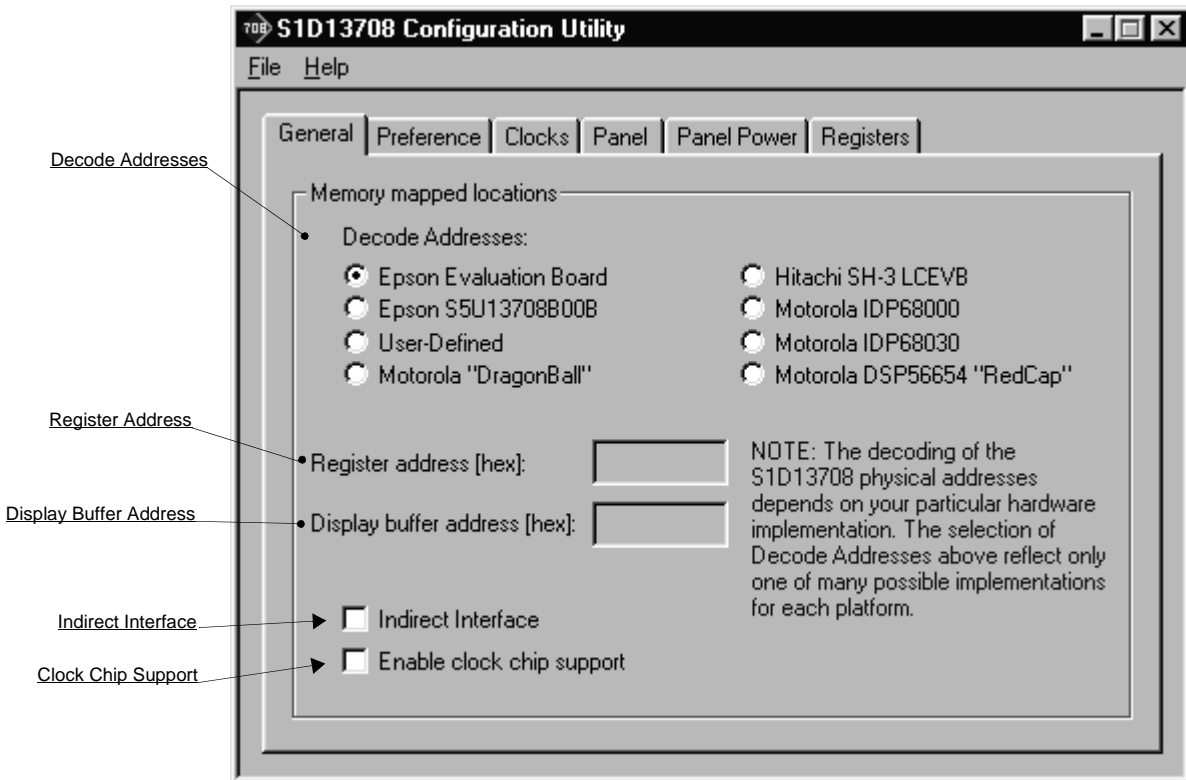 708 S1D13708 Configuration Utility
File Help
General Preference Clocks Panel Panel Power Registers
Decode Addresses
Memory mapped locations
Decode Addresses:
Epson Evaluation Board
Hitachi SH-3 LCEVB
Epson S5U13708B00B
Motorola IDP68000
User-Defined
Motorola IDP68030
Motorola "DragonBall"
Motorola DSP56654 "RedCap"
Register Address
Register address [hex]:
Display Buffer Address
Display buffer address [hex]:
NOTE: The decoding of the
S1D13708 physical addresses
depends on your particular hardware
implementation. The selection of
Decode Addresses above reflect only
one of many possible implementations
for each platform.
Indirect Interface
Indirect Interface
Clock Chip Support
Enable clock chip support